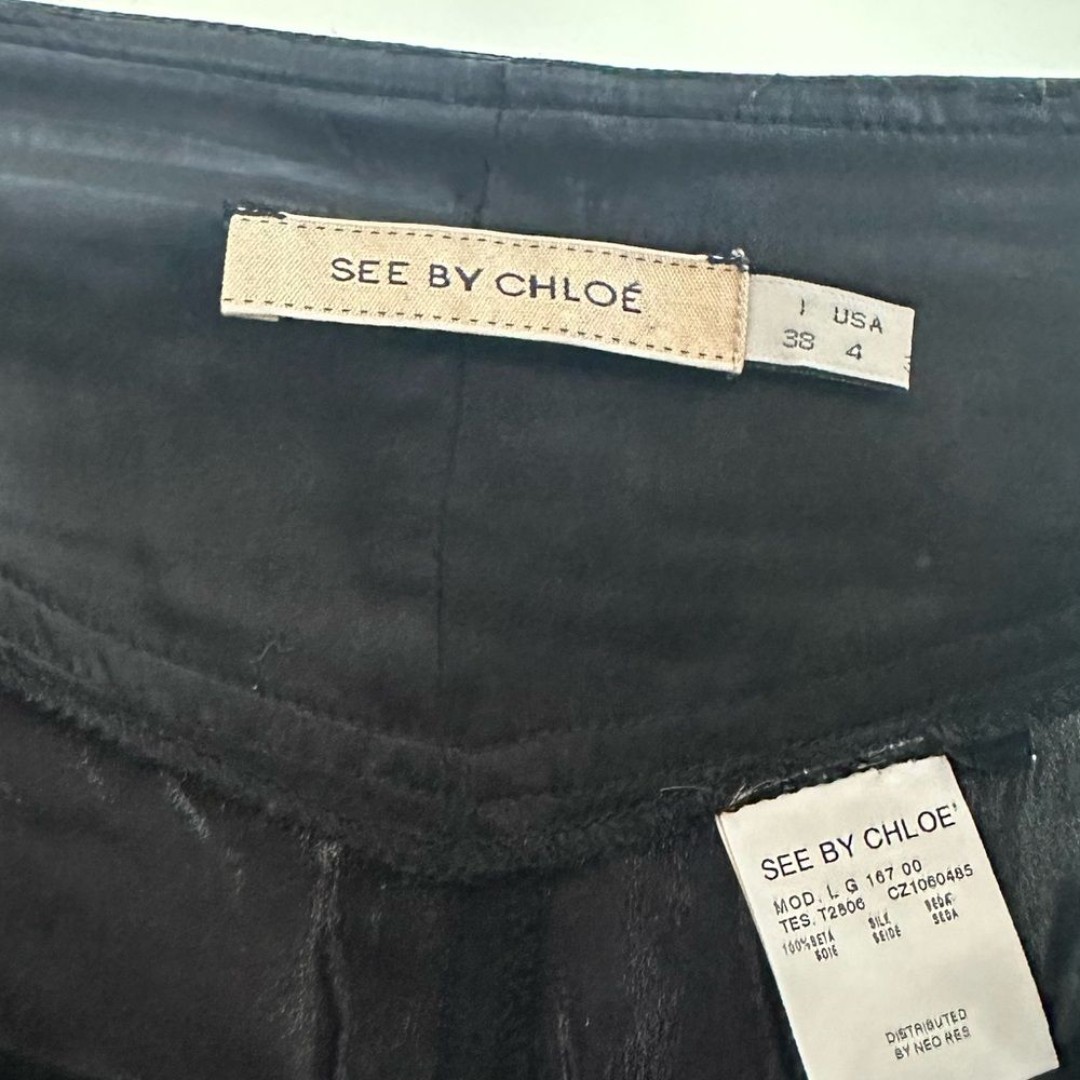 SEE BY CHLOÉ
I USA
38 4
SEE BY CHLOE'
MOD. L G 167 00
TES. T2806 CZ1060485
100% SETA SILK SEDA
SOIE SEIDE SEDA
DISTRIBUTED
BY NEO RES